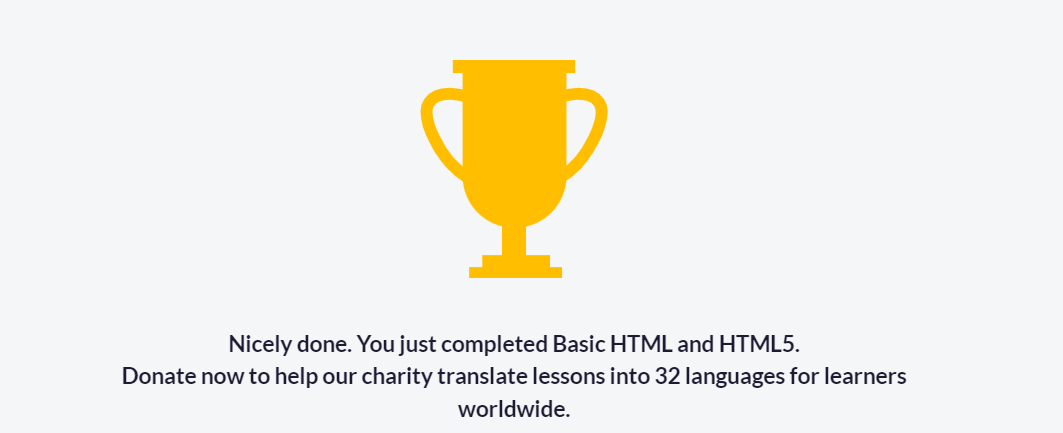 Nicely done. You just completed Basic HTML and HTML5.
Donate now to help our charity translate lessons into 32 languages for learners
worldwide.